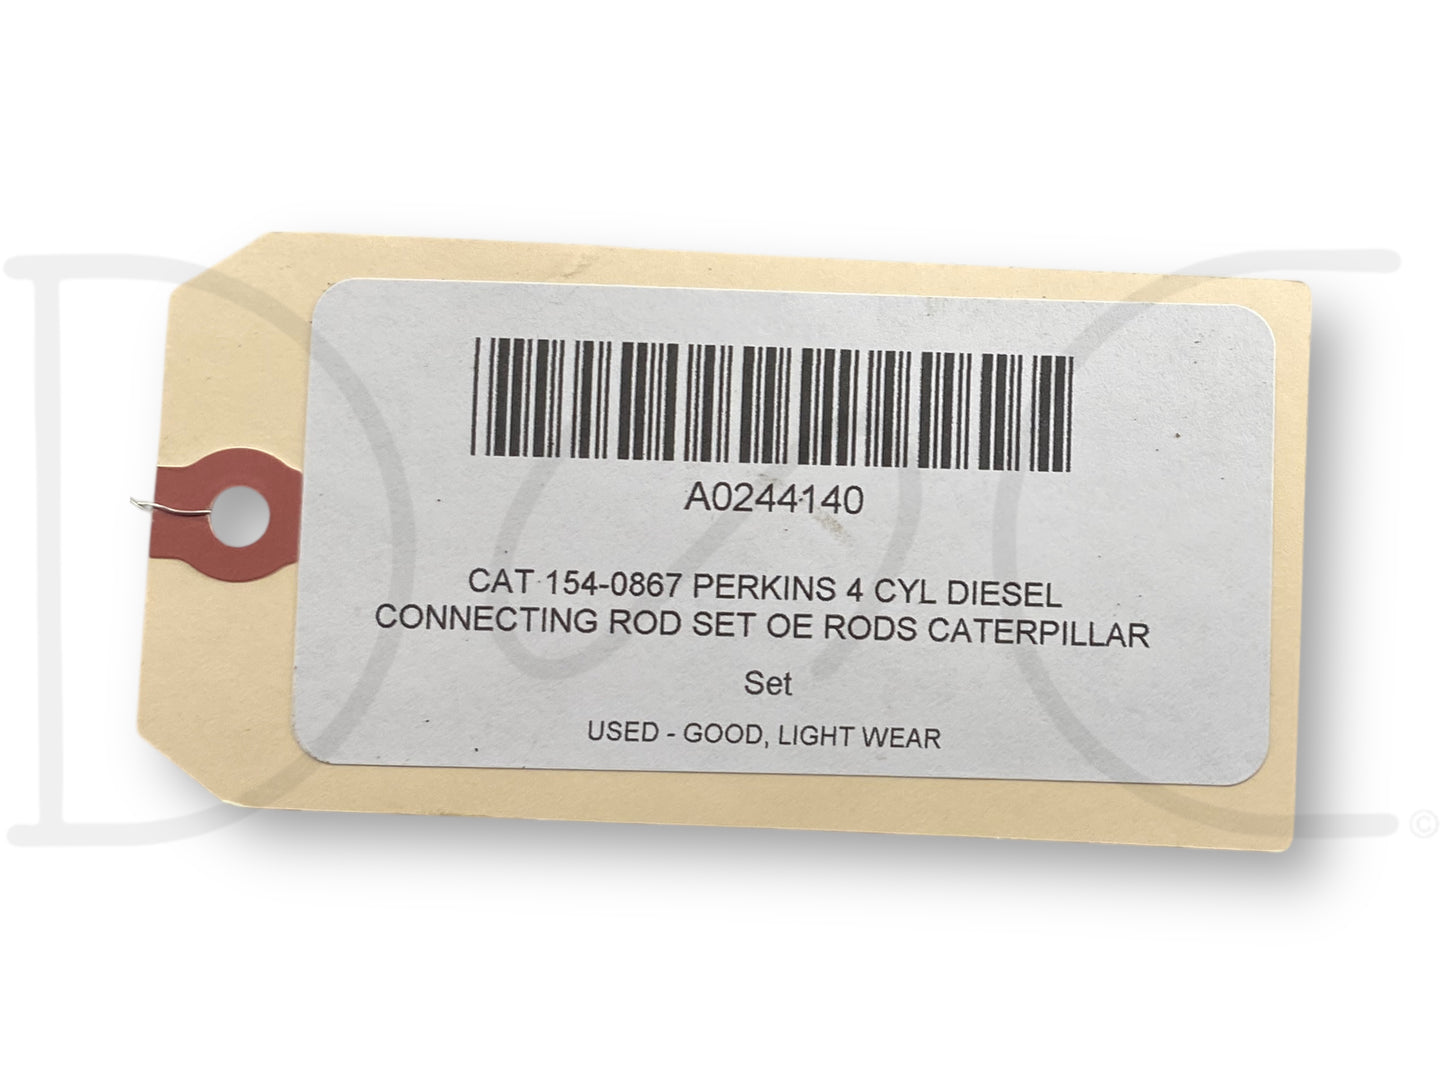 A0244140
CAT 154-0867 PERKINS 4 CYL DIESEL
CONNECTING ROD SET OE RODS CATERPILLAR
Set
USED - GOOD, LIGHT WEAR
D C
©